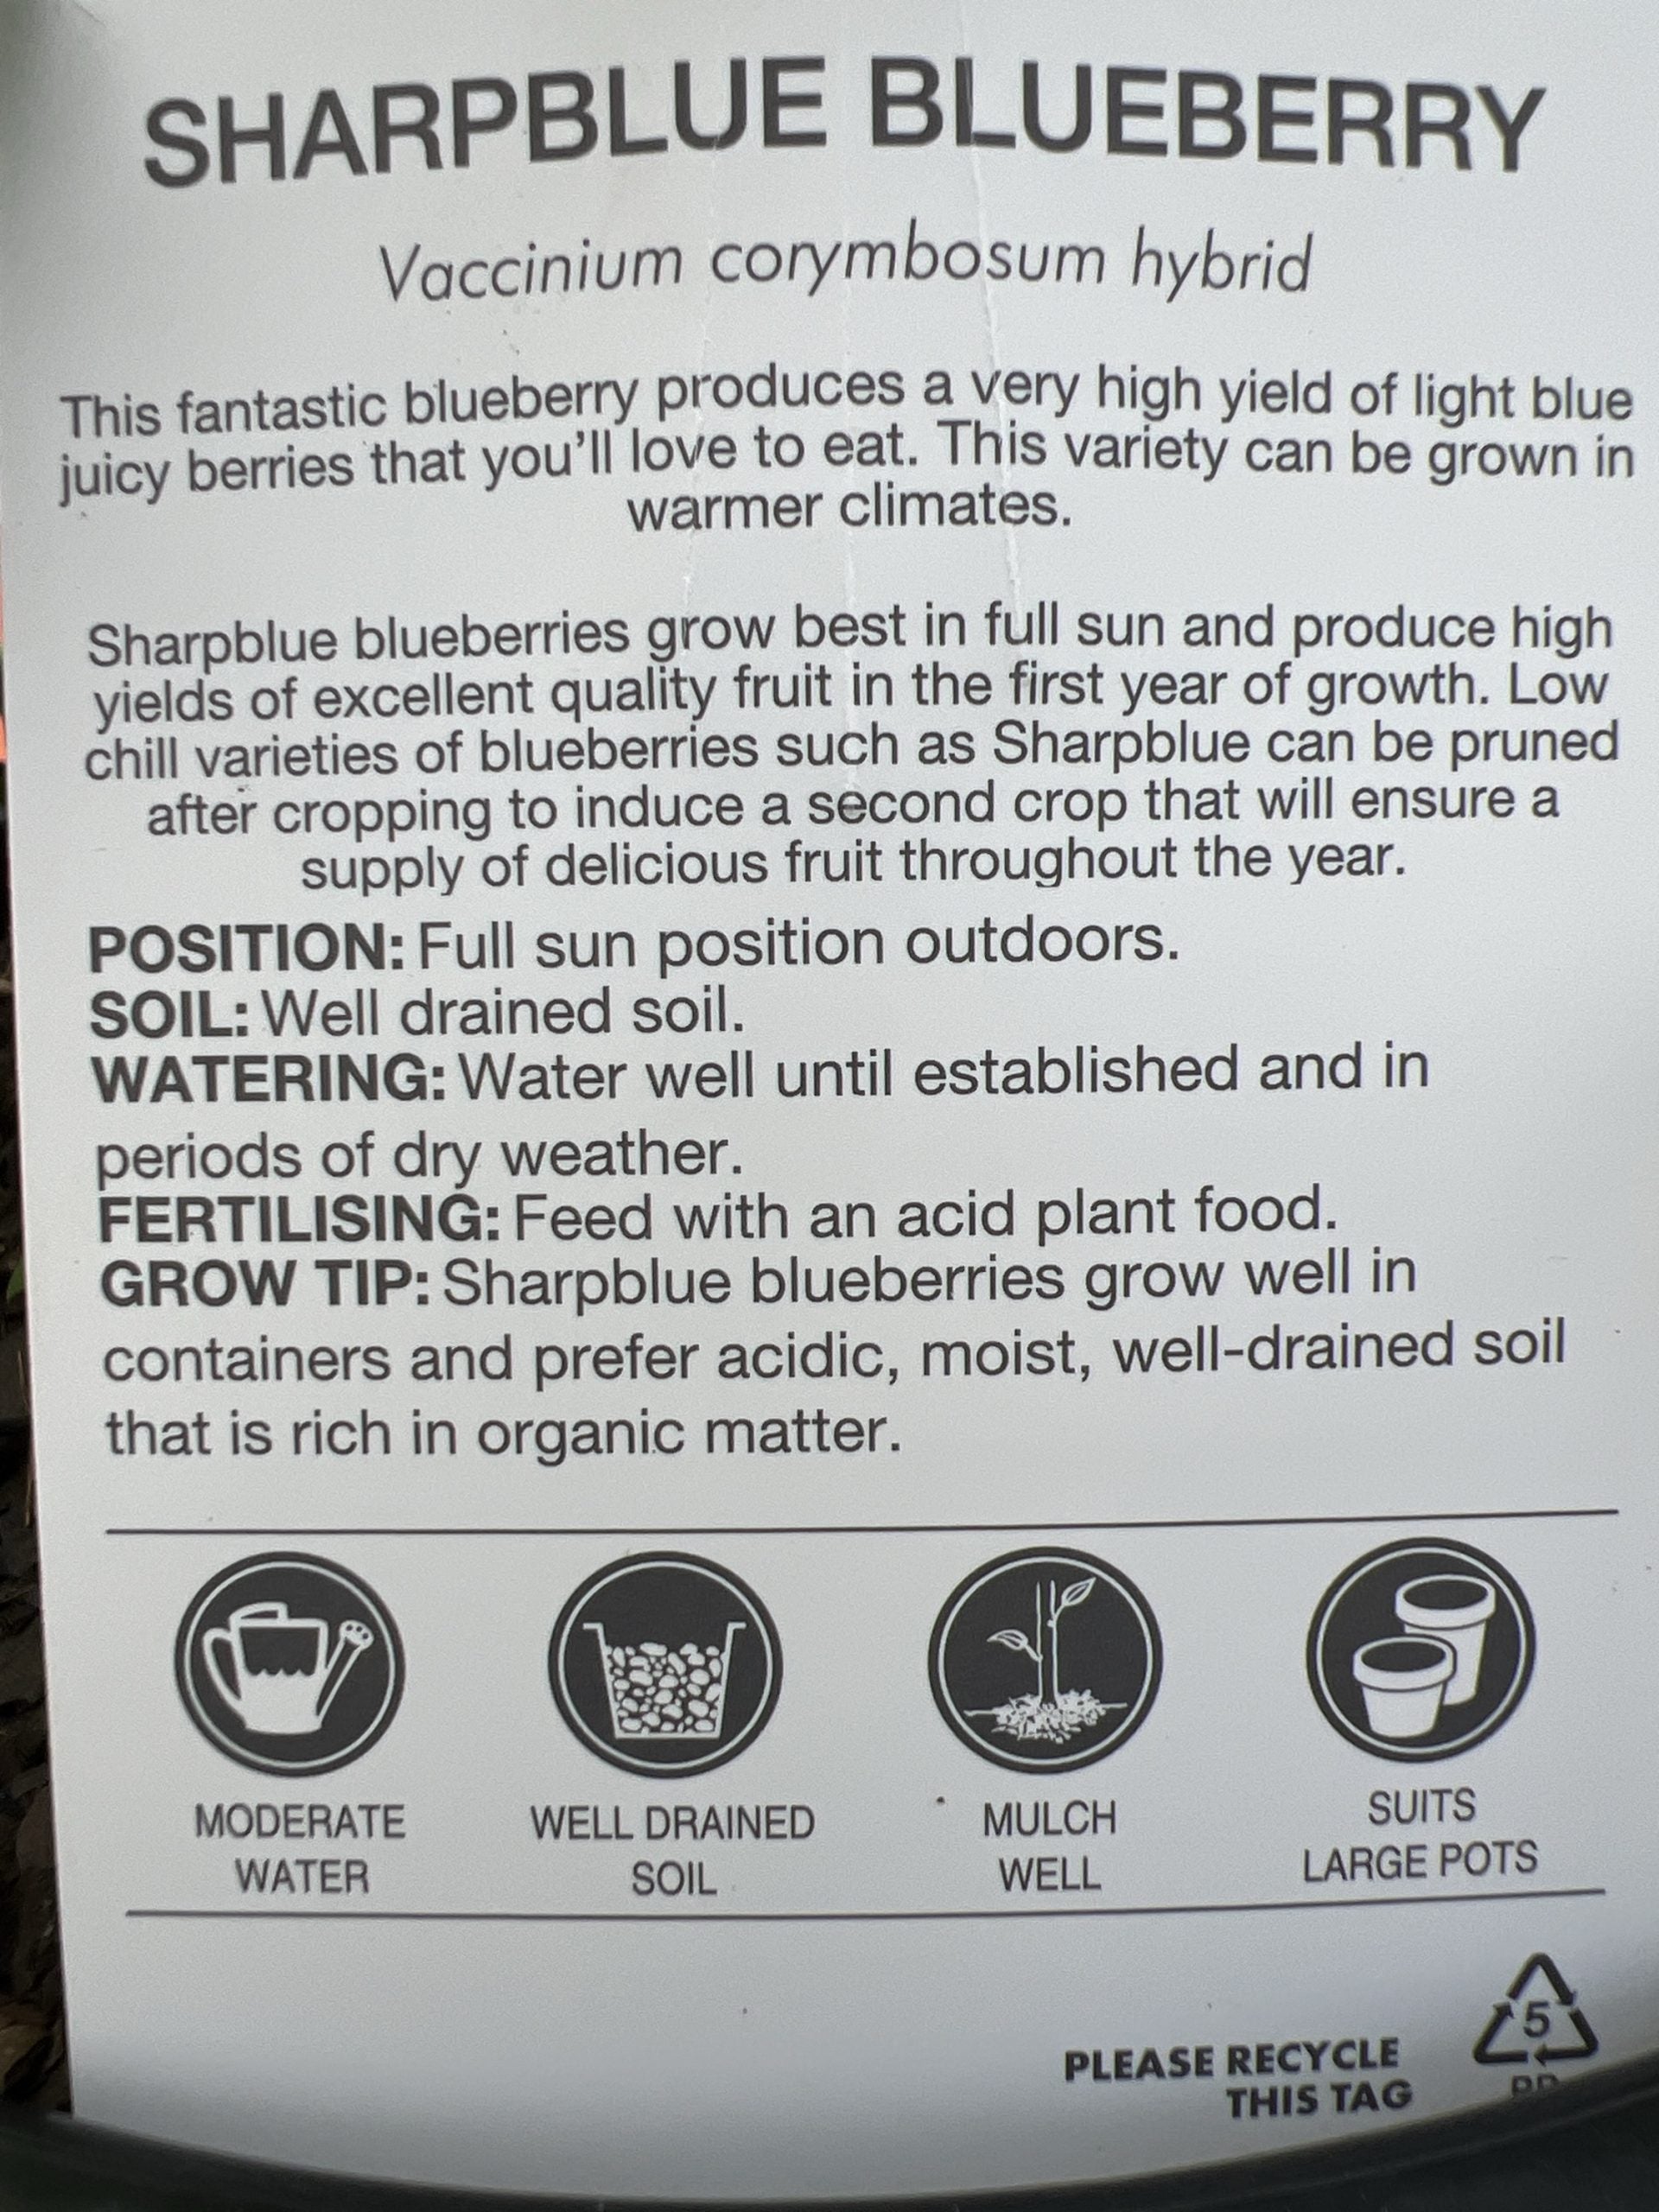 SHARPBLUE BLUEBERRY
Vaccinium corymbosum hybrid
This fantastic blueberry produces a very high yield of light blue
juicy berries that you'll love to eat. This variety can be grown in
warmer climates.
Sharpblue blueberries grow best in full sun and produce high
yields of excellent quality fruit in the first year of growth. Low
chill varieties of blueberries such as Sharpblue can be pruned
after cropping to induce a second crop that will ensure a
supply of delicious fruit throughout the year.
POSITION: Full sun position outdoors.
SOIL: Well drained soil.
WATERING: Water well until established and in
periods of dry weather.
FERTILISING: Feed with an acid plant food.
GROW TIP: Sharpblue blueberries grow well in
containers and prefer acidic, moist, well-drained soil
that is rich in organic matter.
MODERATE
WATER
WELL DRAINED
SOIL
MULCH
WELL
SUITS
LARGE POTS
PLEASE RECYCLE
THIS TAG
5